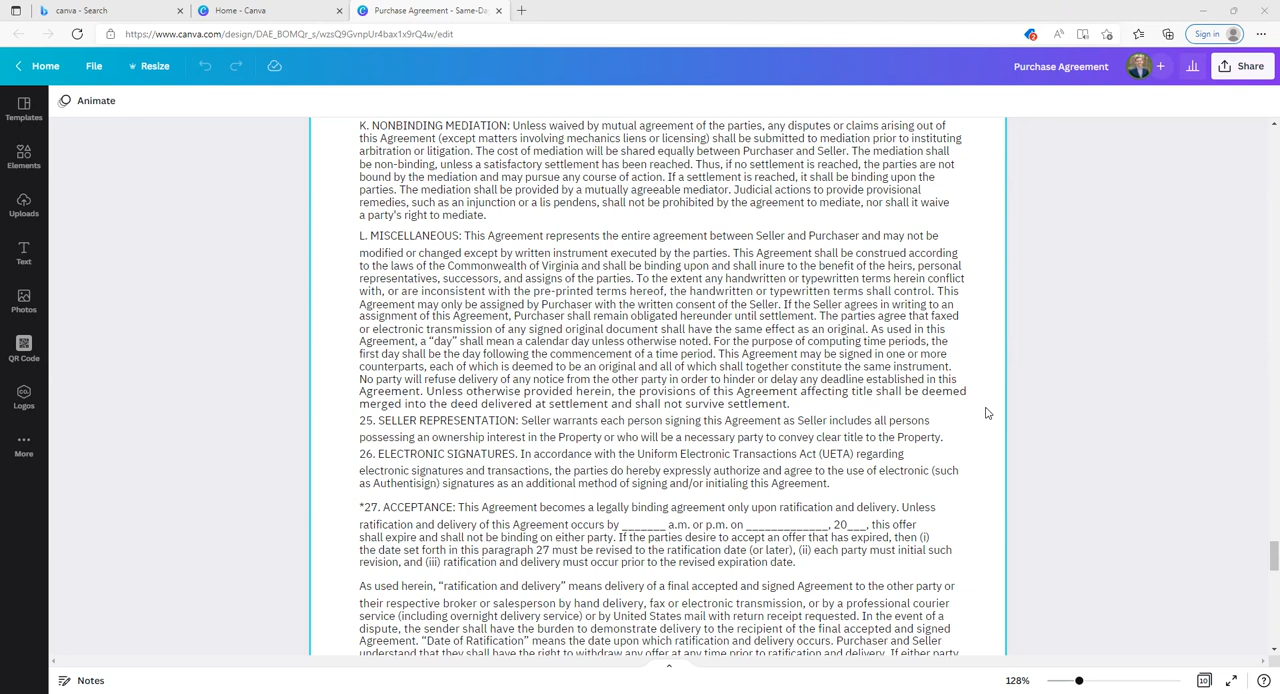 canva - Search
Home - Canva
Purchase Agreement - Same-Da
https://www.canva.com/design/DAE_BOMQr_s/wzsQ9GvnpUr4bax1x9rQ4w/edit
2
Sign in
Home
File
Resize
Purchase Agreement
Share
Animate
Templates
Elements
Uploads
Text
Photos
QR Code
CO.
Logos
More
K. NONBINDING MEDIATION: Unless waived by mutual agreement of the parties, any disputes or claims arising out of
this Agreement (except matters involving mechanics liens or licensing) shall be submitted to mediation prior to instituting
arbitration or litigation. The cost of mediation will be shared equally between Purchaser and Seller. The mediation shall
be non-binding, unless a satisfactory settlement has been reached. Thus, if no settlement is reached, the parties are not
bound by the mediation and may pursue any course of action. If a settlement is reached, it shall be binding upon the
parties. The mediation shall be provided by a mutually agreeable mediator. Judicial actions to provide provisional
remedies, such as an injunction or a lis pendens, shall not be prohibited by the agreement to mediate, nor shall it waive
a party's right to mediate.
L. MISCELLANEOUS: This Agreement represents the entire agreement between Seller and Purchaser and may not be
modified or changed except by written instrument executed by the parties. This Agreement shall be construed according
to the laws of the Commonwealth of Virginia and shall be binding upon and shall inure to the benefit of the heirs, personal
representatives, successors, and assigns of the parties. To the extent any handwritten or typewritten terms herein conflict
with, or are inconsistent with the pre-printed terms hereof, the handwritten or typewritten terms shall control. This
Agreement may only be assigned by Purchaser with the written consent of the Seller. If the Seller agrees in writing to an
assignment of this Agreement, Purchaser shall remain obligated hereunder until settlement. The parties agree that faxed
or electronic transmission of any signed original document shall have the same effect as an original. As used in this
Agreement, a “day” shall mean a calendar day unless otherwise noted. For the purpose of computing time periods, the
first day shall be the day following the commencement of a time period. This Agreement may be signed in one or more
counterparts, each of which is deemed to be an original and all of which shall together constitute the same instrument.
No party will refuse delivery of any notice from the other party in order to hinder or delay any deadline established in this
Agreement. Unless otherwise provided herein, the provisions of this Agreement affecting title shall be deemed
merged into the deed delivered at settlement and shall not survive settlement.
25. SELLER REPRESENTATION: Seller warrants each person signing this Agreement as Seller includes all persons
possessing an ownership interest in the Property or who will be a necessary party to convey clear title to the Property.
26. ELECTRONIC SIGNATURES. In accordance with the Uniform Electronic Transactions Act (UETA) regarding
electronic signatures and transactions, the parties do hereby expressly authorize and agree to the use of electronic (such
as Authentisign) signatures as an additional method of signing and/or initialing this Agreement.
*27. ACCEPTANCE: This Agreement becomes a legally binding agreement only upon ratification and delivery. Unless
ratification and delivery of this Agreement occurs by _______ a.m. or p.m. on _____________, 20___, this offer
shall expire and shall not be binding on either party. If the parties desire to accept an offer that has expired, then (i)
the date set forth in this paragraph 27 must be revised to the ratification date (or later), (ii) each party must initial such
revision, and (iii) ratification and delivery must occur prior to the revised expiration date.
As used herein, “ratification and delivery” means delivery of a final accepted and signed Agreement to the other party or
their respective broker or salesperson by hand delivery, fax or electronic transmission, or by a professional courier
service (including overnight delivery service) or by United States mail with return receipt requested. In the event of a
dispute, the sender shall have the burden to demonstrate delivery to the recipient of the final accepted and signed
Agreement. “Date of Ratification” means the date upon which ratification and delivery occurs. Purchaser and Seller
understand that they shall have the right to withdraw any offer at any time prior to ratification and delivery. If either party
Notes
128%
10